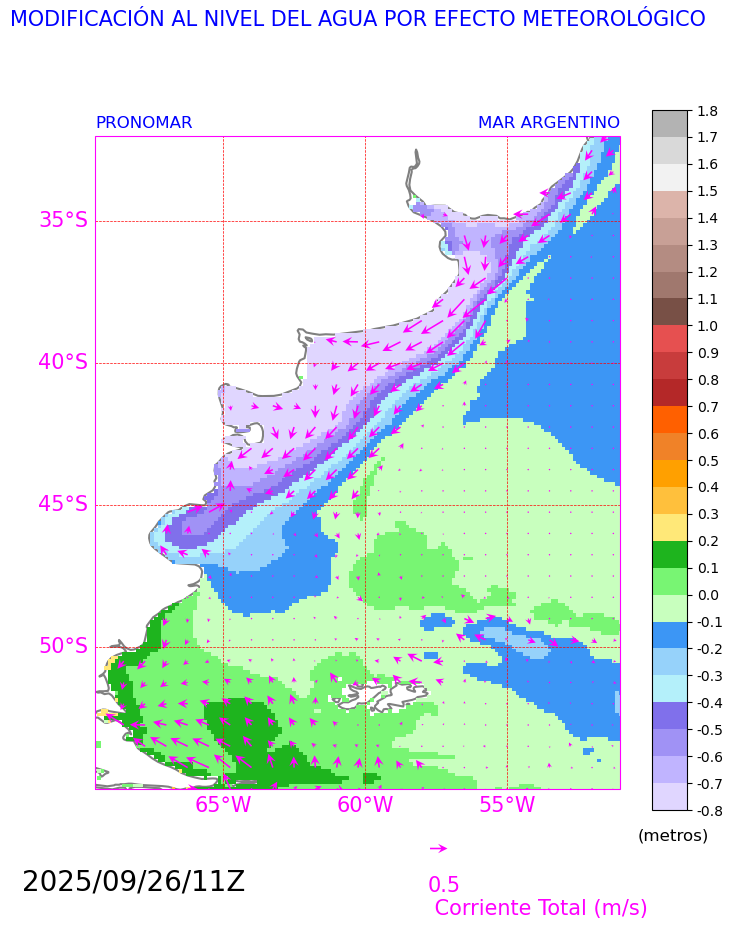 MODIFICACIÓN AL NIVEL DEL AGUA POR EFECTO METEOROLÓGICO
PRONOMAR
MAR ARGENTINO
35°S
40°S
45°S
50°S
65°W
60°W
55°W
1.8
1.7
1.6
1.5
1.4
1.3
1.2
1.1
1.0
0.9
0.8
0.7
0.6
0.5
0.4
0.3
0.2
0.1
0.0
-0.1
-0.2
-0.3
-0.4
-0.5
-0.6
-0.7
-0.8
(metros)
2025/09/26/11Z
0.5
Corriente Total (m/s)